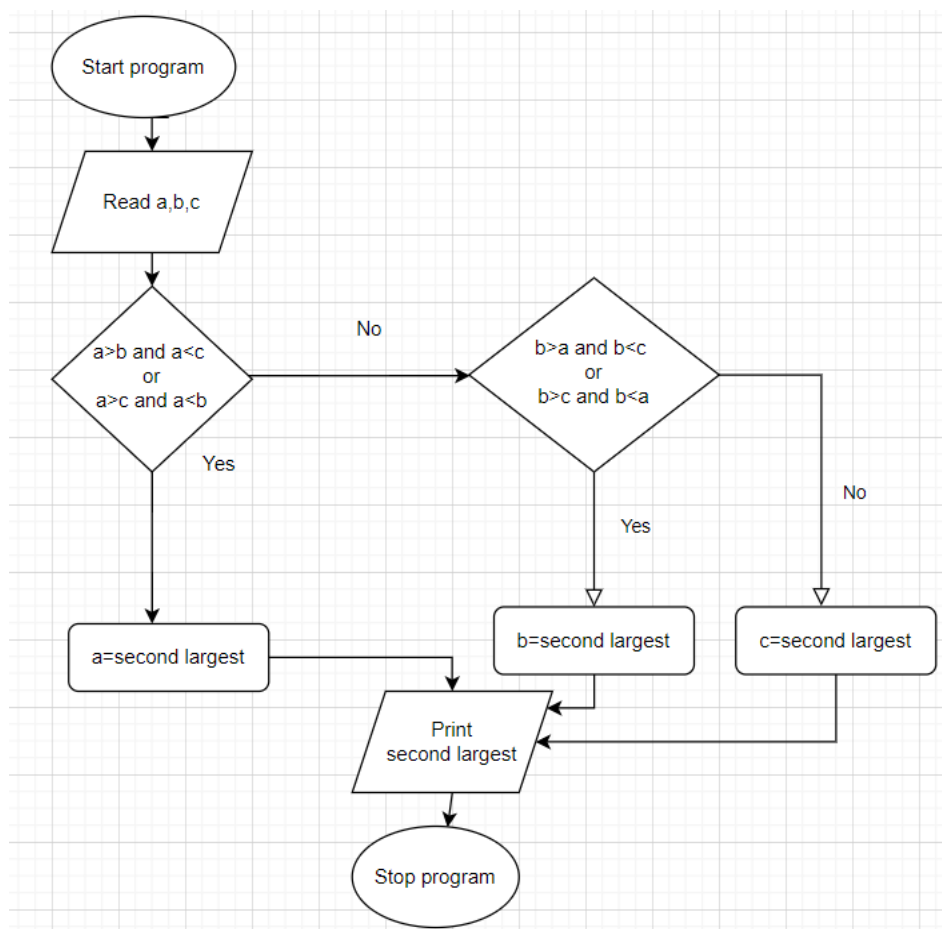 Start program
Read a,b,c
a>b and a<c
or
a>c and a<b
No
Yes
b>a and b<c
or
b>c and b<a
Yes
No
a=second largest
b=second largest
c=second largest
Print
second largest
Stop program